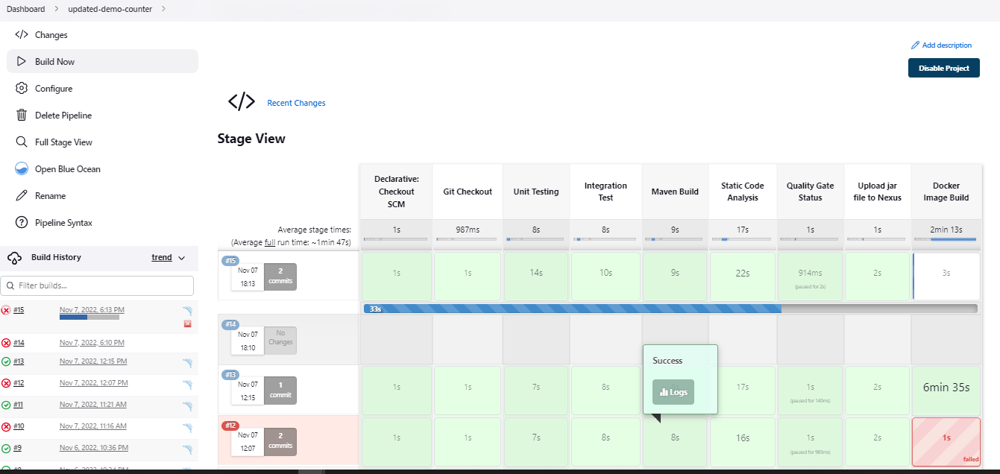 Dashboard > updated-demo-counter >
Changes
Build Now
Configure
Delete Pipeline
Full Stage View
Open Blue Ocean
Rename
Pipeline Syntax
Build History
trend
Filter builds...
#15 Nov 7, 2022, 6:13 PM
#14 Nov 7, 2022, 6:10 PM
#13 Nov 7, 2022, 12:15 PM
#12 Nov 7, 2022, 12:07 PM
#11 Nov 7, 2022, 11:21 AM
#10 Nov 7, 2022, 11:16 AM
#9 Nov 6, 2022, 10:36 PM
Add description
Disable Project
Recent Changes
Stage View
Declarative:
Checkout
SCM
Git Checkout
Unit Testing
Integration
Test
Maven Build
Static Code
Analysis
Quality Gate
Status
Upload jar
file to Nexus
Docker
Image Build
Average stage times:
(Average full run time: ~1min 47s)
1s 987ms 8s 8s 9s 17s 1s 1s 2min 13s
#15
Nov 07
18:13
2
commits
1s 1s 14s 10s 9s 22s 914ms 2s 3s
(paused for 2s)
33s
#14
Nov 07
18:10
No
Changes
#13
Nov 07
12:15
1
commit
1s 1s 7s 8s 17s 1s 2s 6min 35s
(paused for 148ms)
Success
Logs
#12
Nov 07
12:07
2
commits
1s 1s 7s 8s 8s 16s 1s 2s 1s
(paused for 983ms)
failed